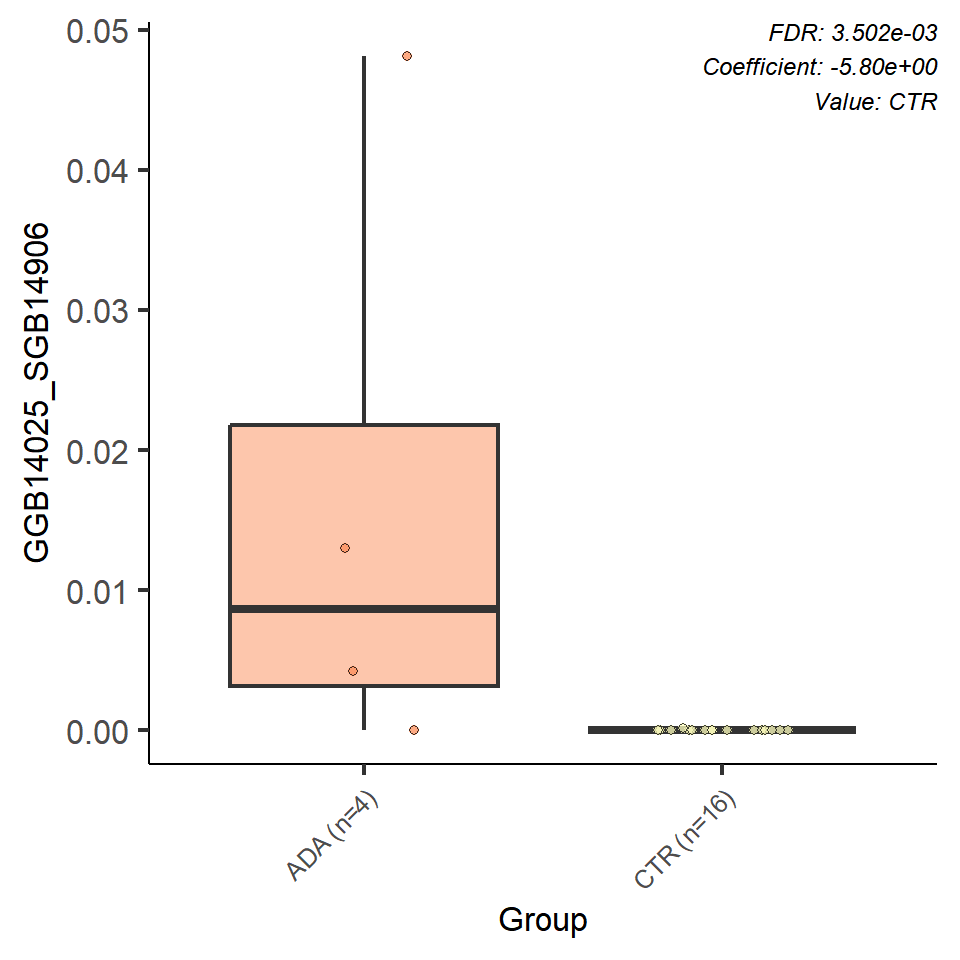 FDR: 3.502e-03
Coefficient: -5.80e+00
Value: CTR
GGB14025_SGB14906
0.05
0.04
0.03
0.02
0.01
0.00
ADA (n=4)
CTR (n=16)
Group